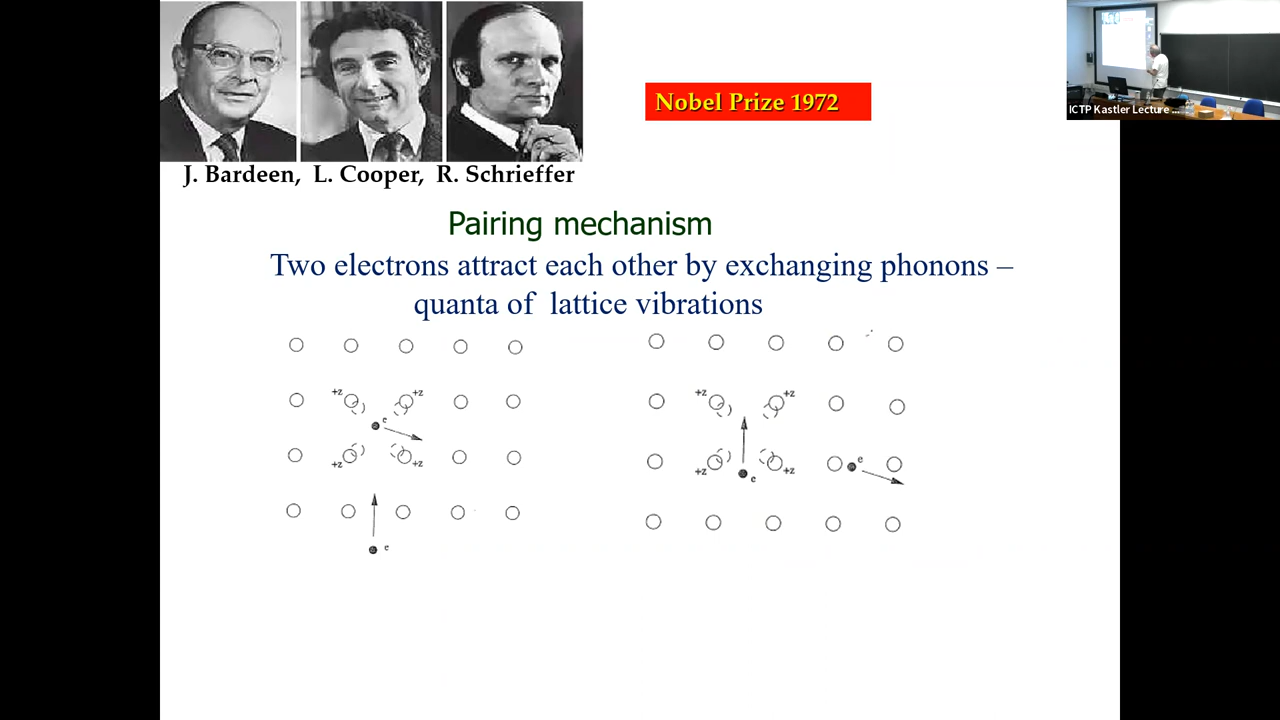 Nobel Prize 1972
ICTP Kastler Lecture ...
J. Bardeen, L. Cooper, R. Schrieffer
Pairing mechanism
Two electrons attract each other by exchanging phonons –
quanta of lattice vibrations
+z +z
e
+z +z
e
+z +z
e
+z +z
e